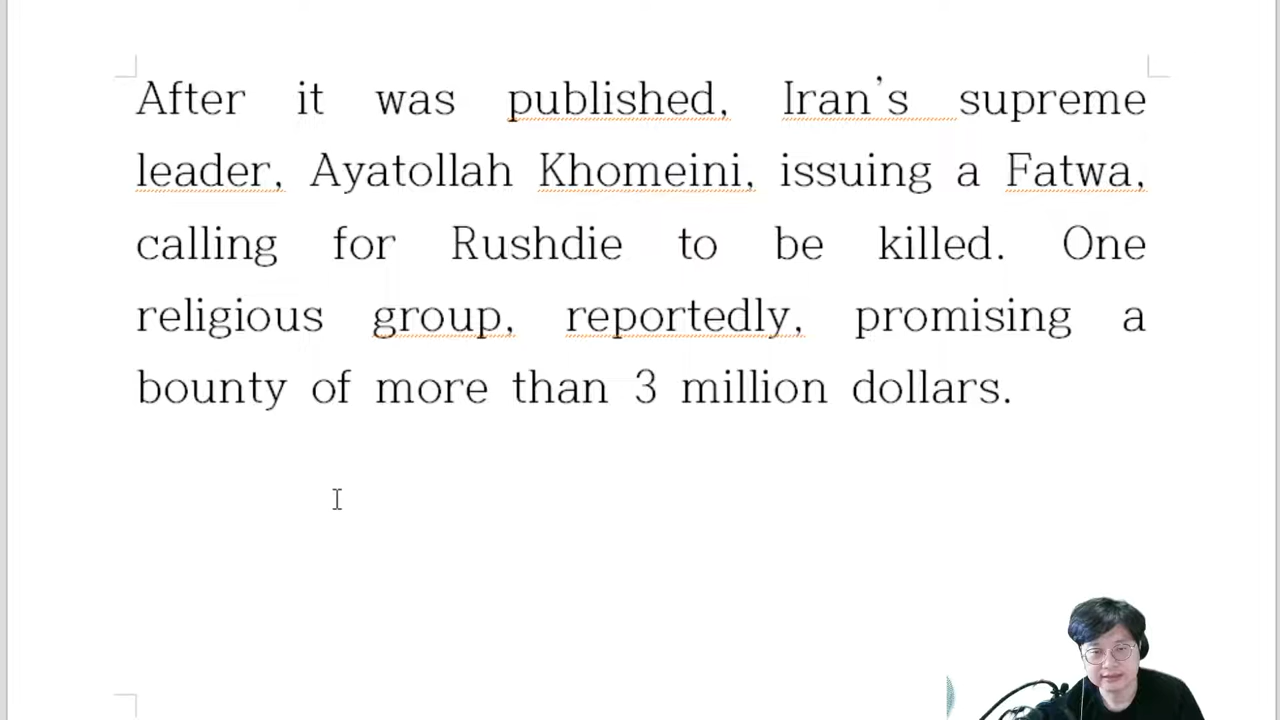 After it was published, Iran's supreme
leader, Ayatollah Khomeini, issuing a Fatwa,
calling for Rushdie to be killed. One
religious group, reportedly, promising a
bounty of more than 3 million dollars.